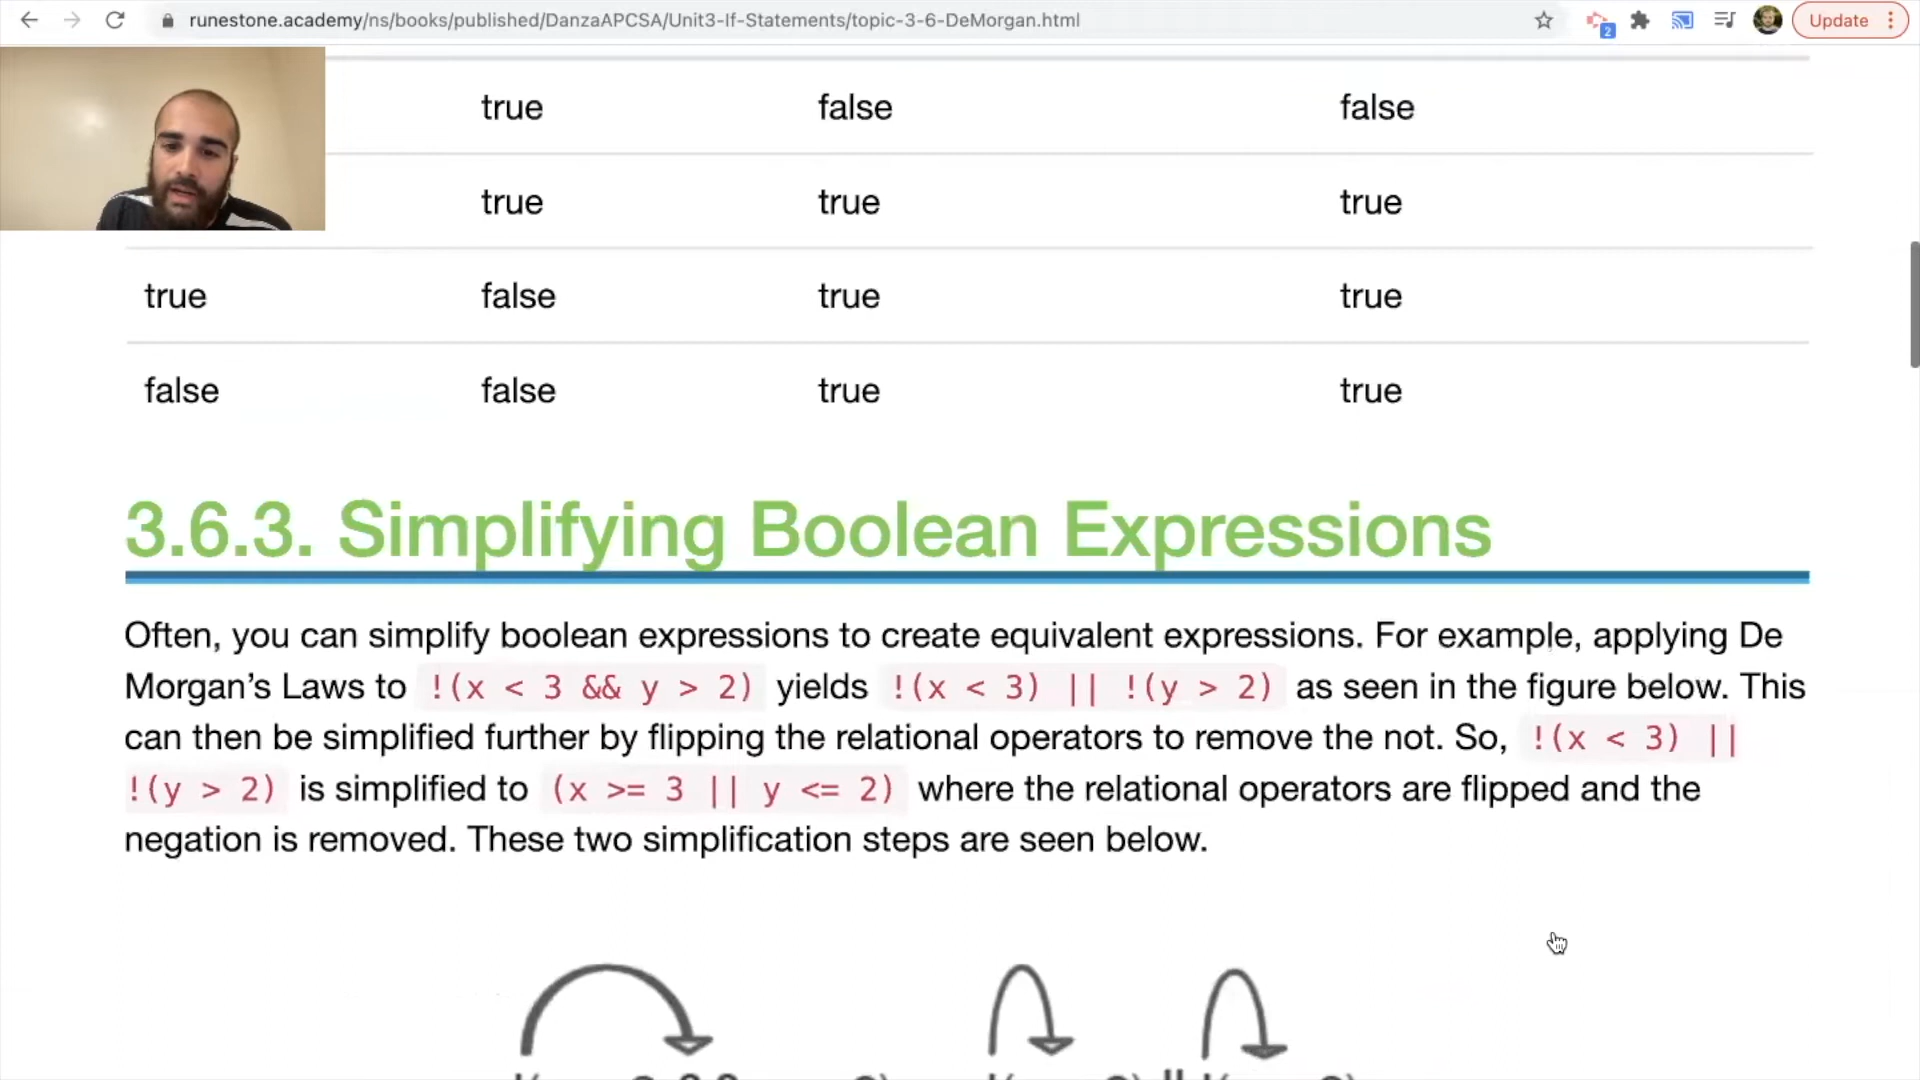 runestone.academy/ns/books/published/DanzaAPCSA/Unit3-If-Statements/topic-3-6-DeMorgan.html
2
Update
true false false
true true true
true false true true
false false true true
3.6.3. Simplifying Boolean Expressions
Often, you can simplify boolean expressions to create equivalent expressions. For example, applying De
Morgan’s Laws to !(x < 3 && y > 2) yields !(x < 3) || !(y > 2) as seen in the figure below. This
can then be simplified further by flipping the relational operators to remove the not. So, !(x < 3) ||
!(y > 2) is simplified to (x >= 3 || y <= 2) where the relational operators are flipped and the
negation is removed. These two simplification steps are seen below.